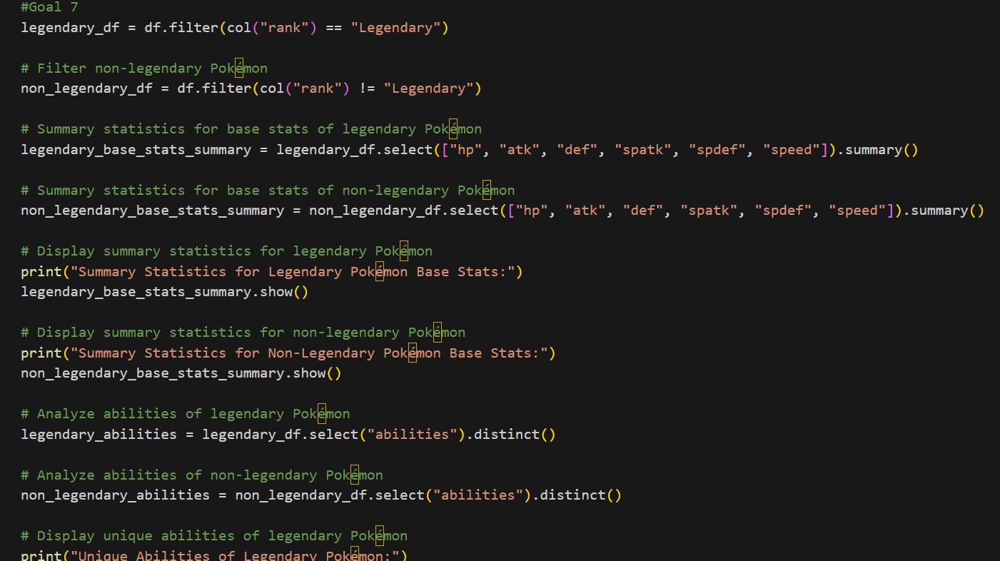 #Goal 7
legendary_df = df.filter(col("rank") == "Legendary")
# Filter non-legendary Pokémon
non_legendary_df = df.filter(col("rank") != "Legendary")
# Summary statistics for base stats of legendary Pokémon
legendary_base_stats_summary = legendary_df.select(["hp", "atk", "def", "spatk", "spdef", "speed"]).summary()
# Summary statistics for base stats of non-legendary Pokémon
non_legendary_base_stats_summary = non_legendary_df.select(["hp", "atk", "def", "spatk", "spdef", "speed"]).summary()
# Display summary statistics for legendary Pokémon
print("Summary Statistics for Legendary Pokémon Base Stats:")
legendary_base_stats_summary.show()
# Display summary statistics for non-legendary Pokémon
print("Summary Statistics for Non-Legendary Pokémon Base Stats:")
non_legendary_base_stats_summary.show()
# Analyze abilities of legendary Pokémon
legendary_abilities = legendary_df.select("abilities").distinct()
# Analyze abilities of non-legendary Pokémon
non_legendary_abilities = non_legendary_df.select("abilities").distinct()
# Display unique abilities of legendary Pokémon
print("Unique Abilities of Legendary Pokémon:")